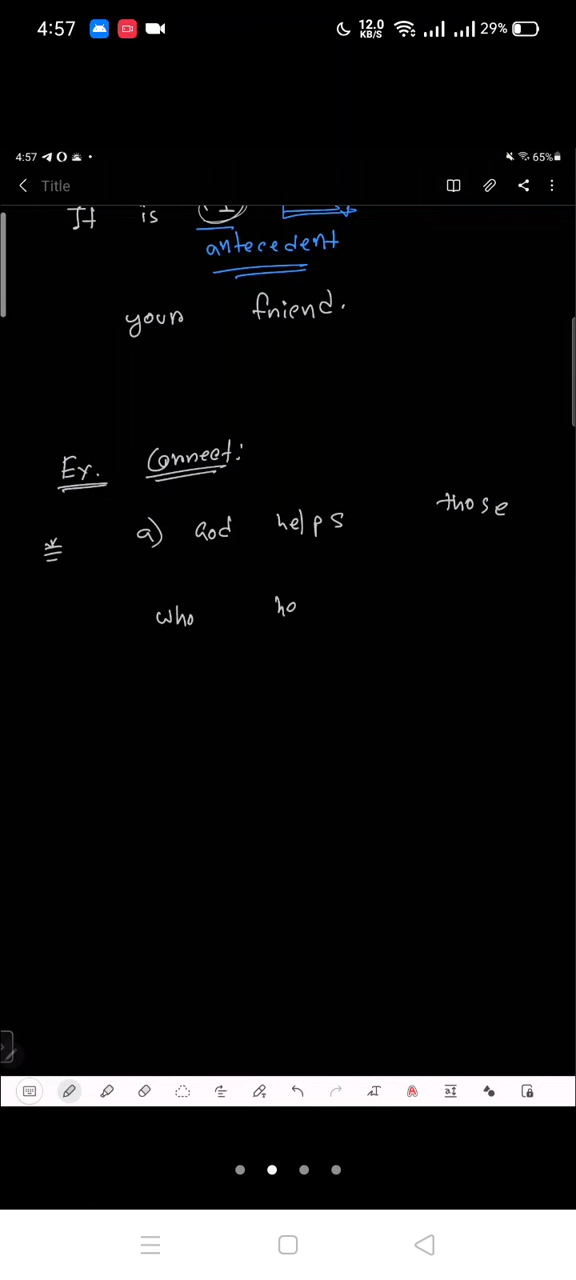 4:57 12.0 KB/S 29%
4:57 65%
Title
It is
antecedent
your friend.
Ex. Connect:
a) God helps those
who ho